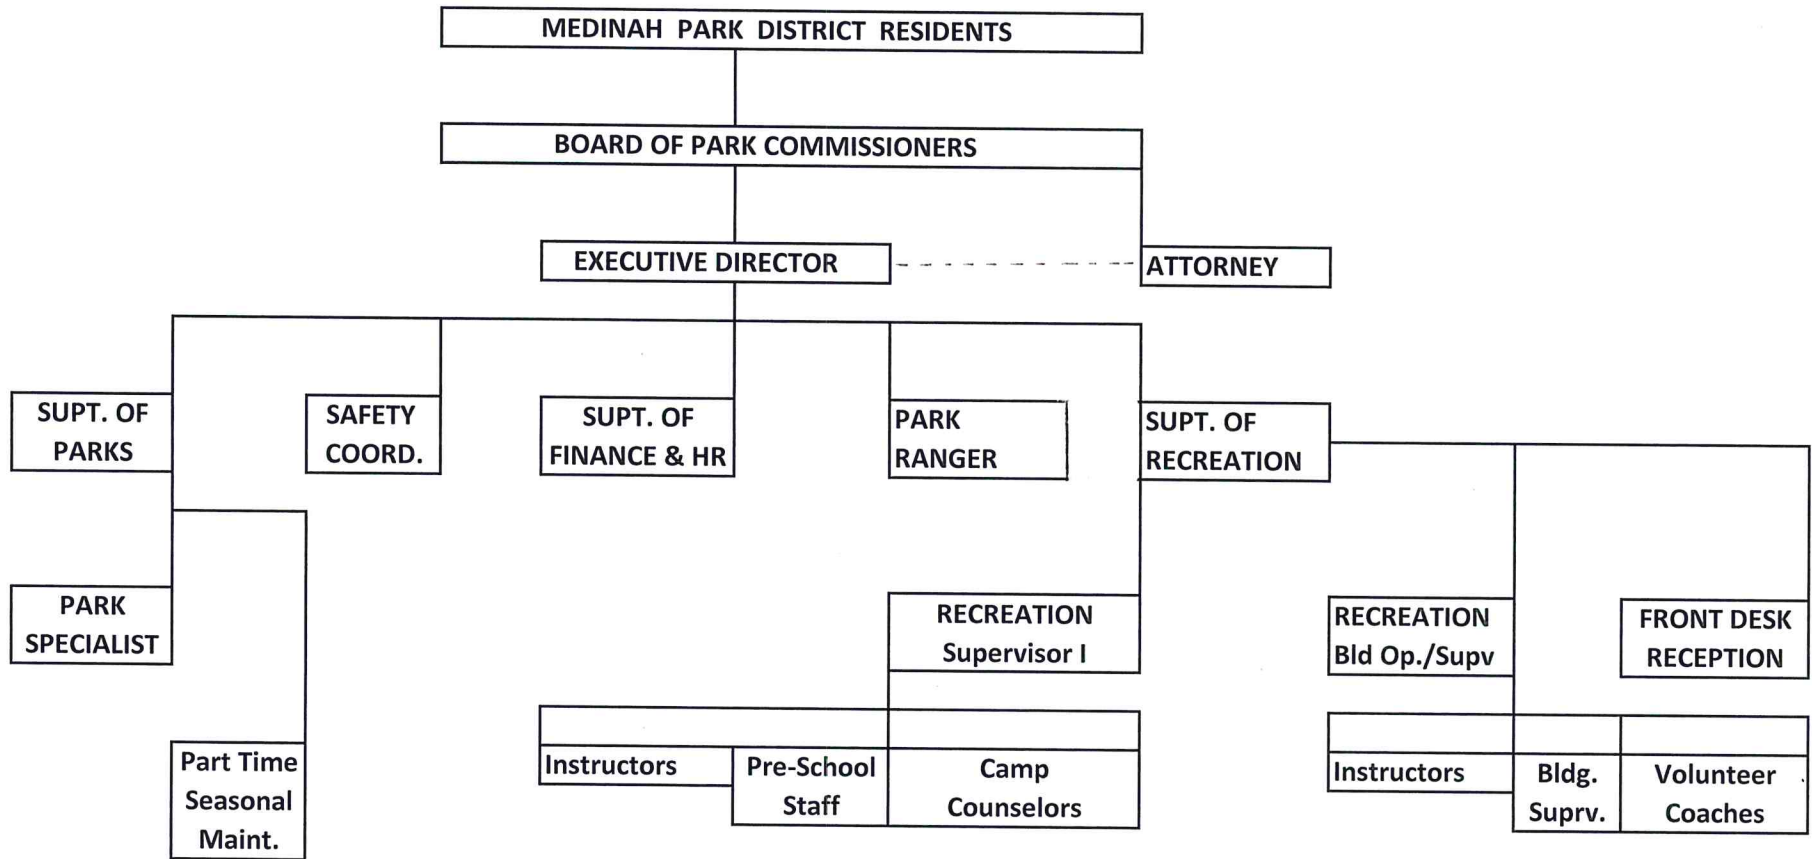 MEDINAH PARK DISTRICT RESIDENTS
BOARD OF PARK COMMISSIONERS
EXECUTIVE DIRECTOR
ATTORNEY
SUPT. OF
PARKS
SAFETY
COORD.
SUPT. OF
FINANCE & HR
PARK
RANGER
SUPT. OF
RECREATION
PARK
SPECIALIST
RECREATION
Supervisor I
RECREATION
Bld Op./Supv
FRONT DESK
RECEPTION
Part Time
Seasonal
Maint.
Instructors
Pre-School
Staff
Camp
Counselors
Instructors
Bldg.
Suprv.
Volunteer
Coaches